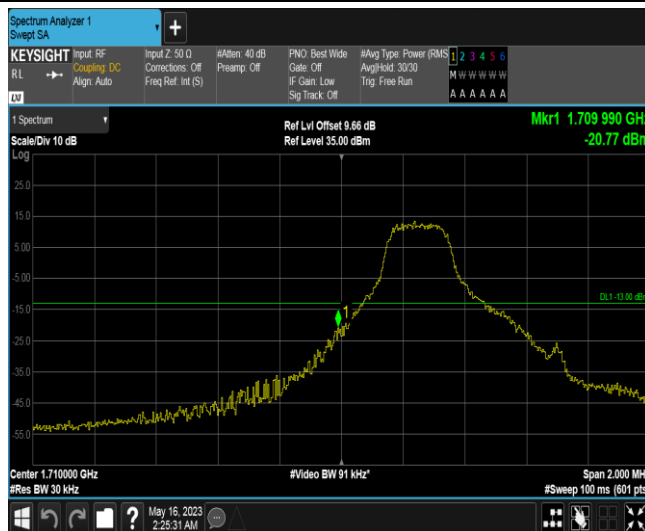 Spectrum Analyzer 1
Swept SA
KEYSIGHT
RL
LXI
Input: RF
Coupling: DC
Align: Auto
Input Z: 50 Ω
Corrections: Off
Freq Ref: Int (S)
#Atten: 40 dB
Preamp: Off
PNO: Best Wide
Gate: Off
IF Gain: Low
Sig Track: Off
#Avg Type: Power (RMS
Avg|Hold: 30/30
Trig: Free Run
1 2 3 4 5 6
M W W W W W
A A A A A A
1 Spectrum
Scale/Div 10 dB
Ref Lvl Offset 9.66 dB
Ref Level 35.00 dBm
Mkr1 1.709 990 GHz
-20.77 dBm
Log
25.0
15.0
5.00
-5.00
-15.0
-25.0
-35.0
-45.0
-55.0
DL1 -13.00 dBm
1
Center 1.710000 GHz
#Res BW 30 kHz
#Video BW 91 kHz*
Span 2.000 MH
#Sweep 100 ms (601 pts
?
May 16, 2023
2:25:31 AM